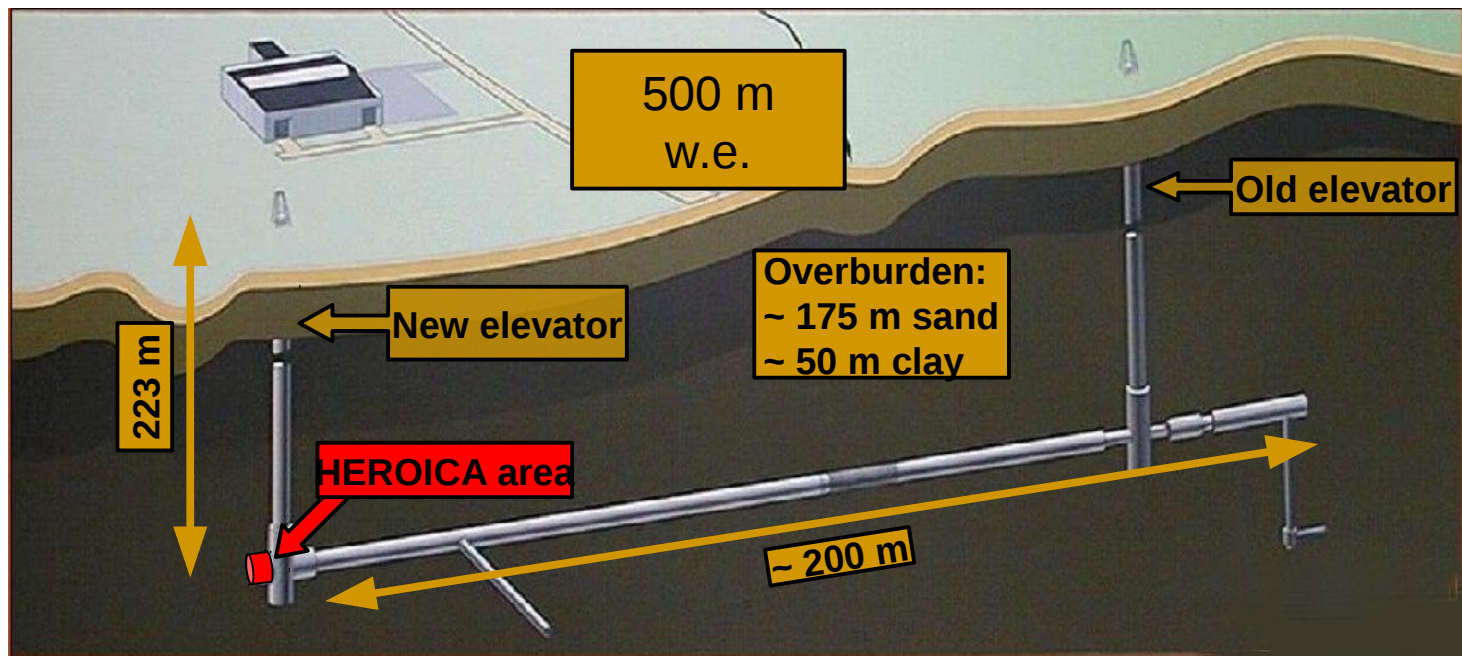 500 m
w.e.
Old elevator
Overburden:
~ 175 m sand
~ 50 m clay
New elevator
223 m
HEROICA area
~ 200 m